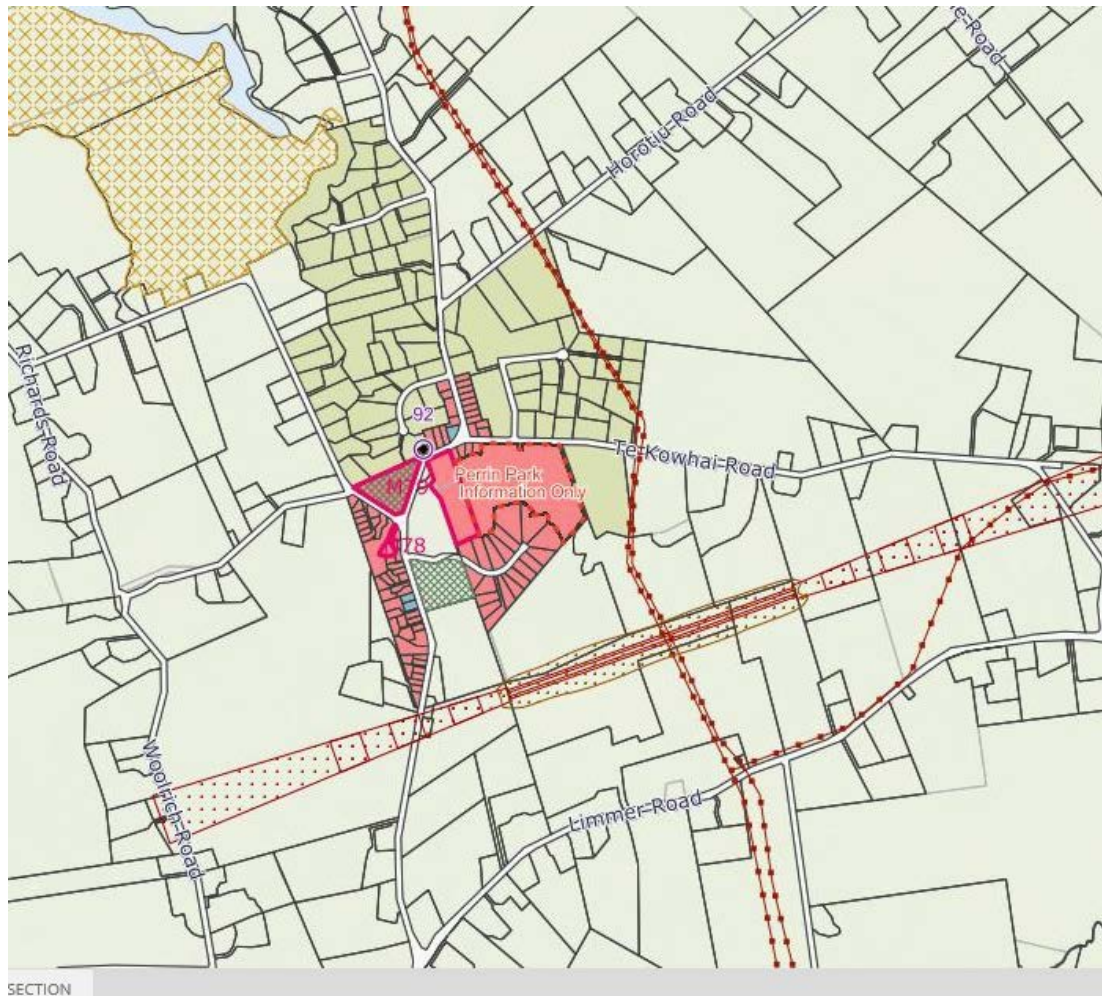 Horotiu Road
Richards Road
92
Te Kowhai Road
Perrin Park
Information Only
M
78
Woolrich Road
Limmer Road
SECTION